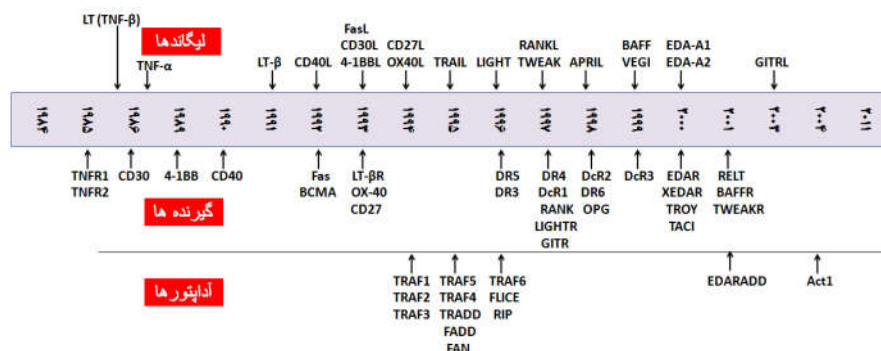 LT (TNF-β)
لیگاندها
TNF-α
LT-β
CD40L
FasL
CD30L
4-1BBL
CD27L
OX40L
TRAIL
LIGHT
RANKL
TWEAK
APRIL
BAFF
VEGI
EDA-A1
EDA-A2
GITRL
۱۹۸۴
۱۹۸۵
۱۹۸۶
۱۹۸۹
۱۹۹۰
۱۹۹۱
۱۹۹۲
۱۹۹۳
۱۹۹۴
۱۹۹۵
۱۹۹۶
۱۹۹۷
۱۹۹۸
۱۹۹۹
۲۰۰۰
۲۰۰۱
۲۰۰۳
۲۰۰۴
۲۰۱۱
TNFR1
TNFR2
CD30
4-1BB
CD40
Fas
BCMA
LT-βR
OX-40
CD27
DR5
DR3
DR4
DcR1
RANK
LIGHTR
GITR
DcR2
DR6
OPG
DcR3
EDAR
XEDAR
TROY
TACI
RELT
BAFFR
TWEAKR
گیرنده ها
آداپتورها
TRAF1
TRAF2
TRAF3
TRAF5
TRAF4
TRADD
FADD
FAN
TRAF6
FLICE
RIP
EDARADD
Act1